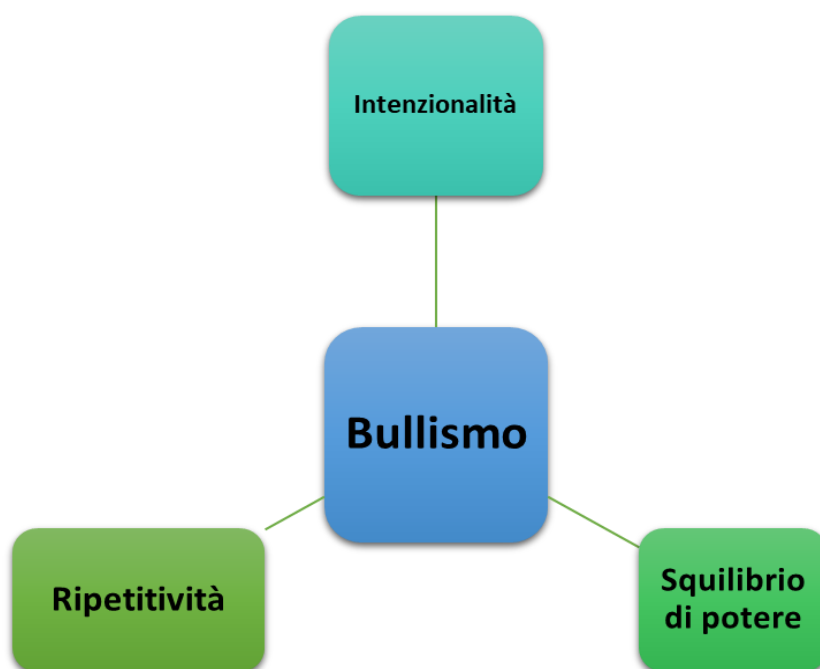 Intenzionalità
Bullismo
Ripetitività
Squilibrio
di potere